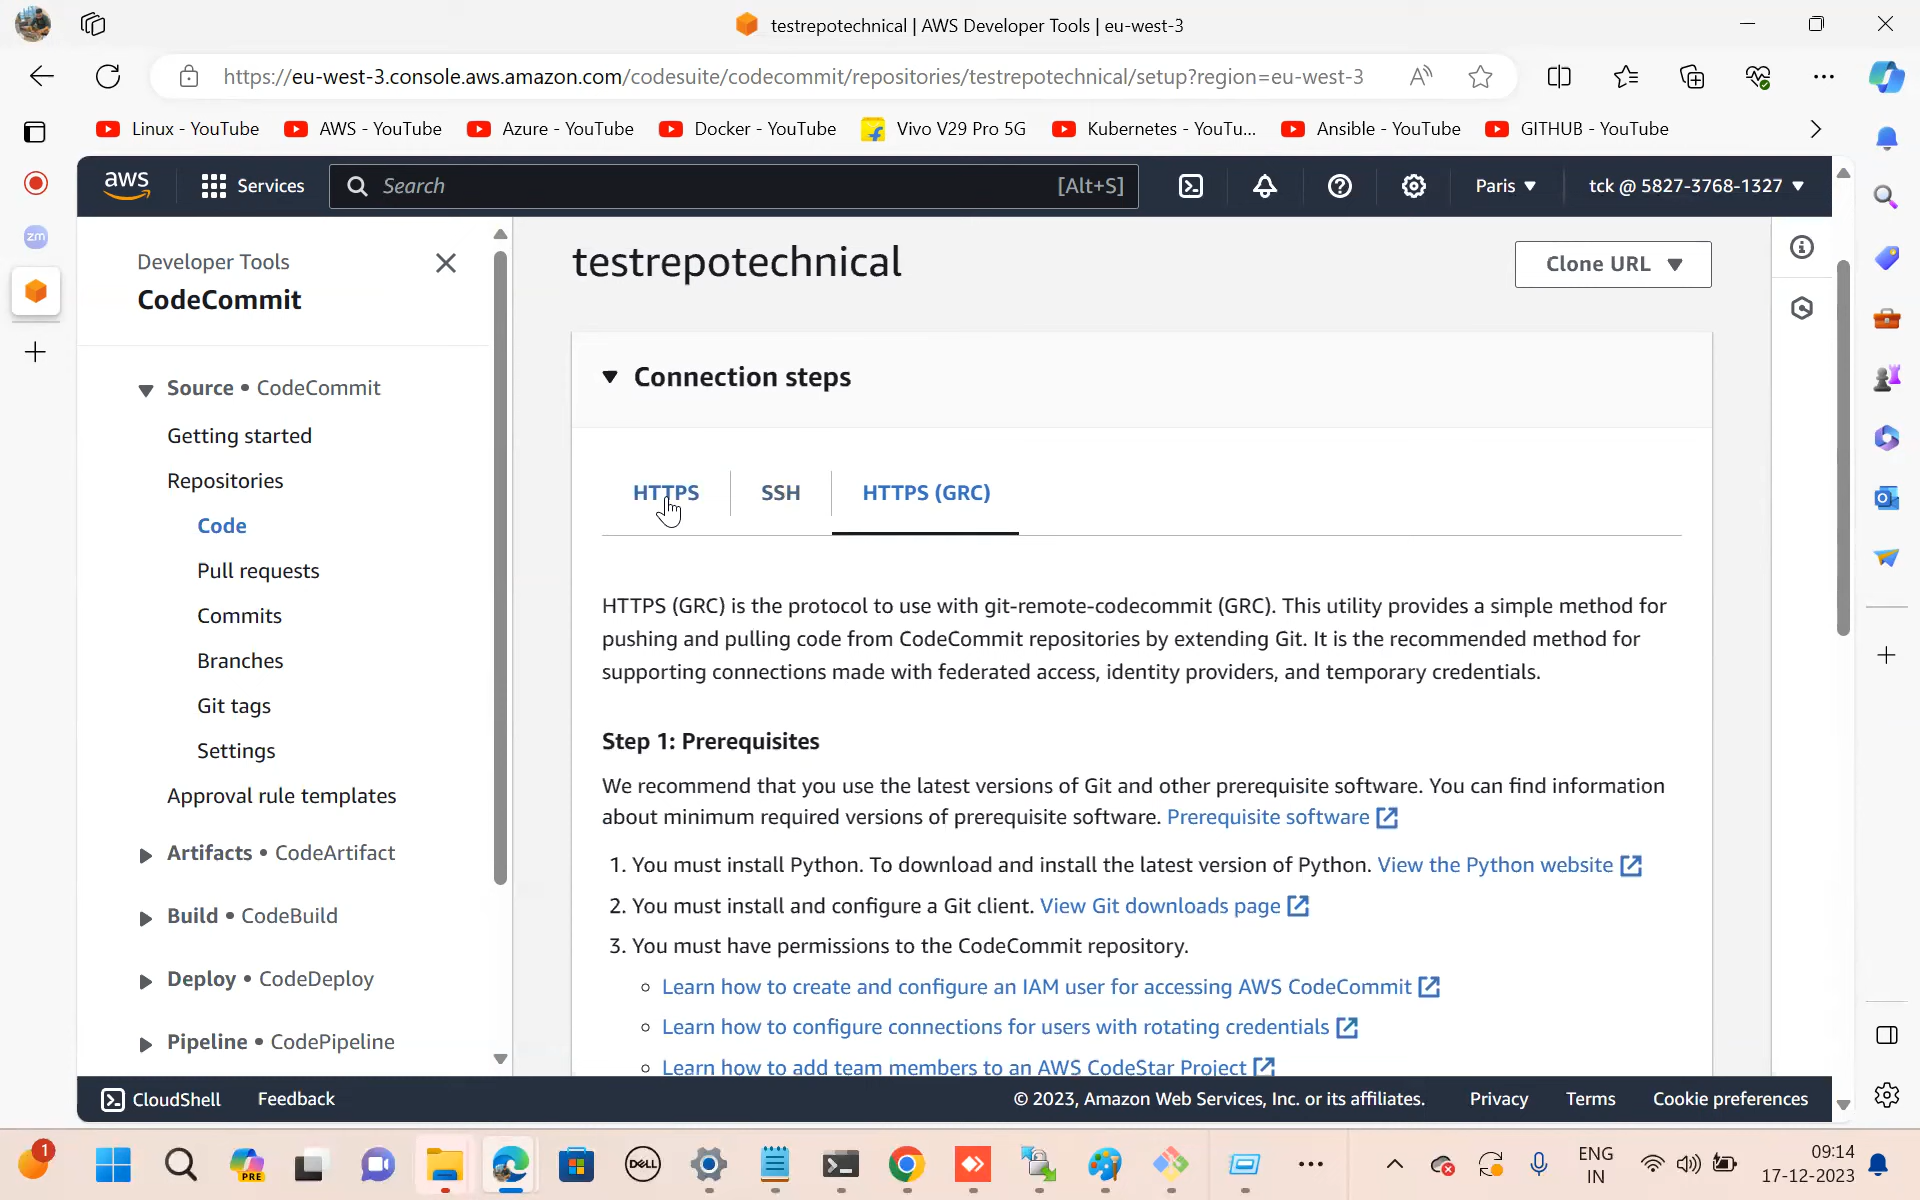 testrepotechnical | AWS Developer Tools | eu-west-3
https://eu-west-3.console.aws.amazon.com/codesuite/codecommit/repositories/testrepotechnical/setup?region=eu-west-3
Linux - YouTube AWS - YouTube Azure - YouTube Docker - YouTube Vivo V29 Pro 5G Kubernetes - YouTu... Ansible - YouTube GITHUB - YouTube
aws Services Search [Alt+S] Paris tck @ 5827-3768-1327
zm
Developer Tools
CodeCommit
Source • CodeCommit
Getting started
Repositories
Code
Pull requests
Commits
Branches
Git tags
Settings
Approval rule templates
Artifacts • CodeArtifact
Build • CodeBuild
Deploy • CodeDeploy
Pipeline • CodePipeline
testrepotechnical
Clone URL
Connection steps
HTTPS SSH HTTPS (GRC)
HTTPS (GRC) is the protocol to use with git-remote-codecommit (GRC). This utility provides a simple method for
pushing and pulling code from CodeCommit repositories by extending Git. It is the recommended method for
supporting connections made with federated access, identity providers, and temporary credentials.
Step 1: Prerequisites
We recommend that you use the latest versions of Git and other prerequisite software. You can find information
about minimum required versions of prerequisite software. Prerequisite software
1. You must install Python. To download and install the latest version of Python. View the Python website
2. You must install and configure a Git client. View Git downloads page
3. You must have permissions to the CodeCommit repository.
Learn how to create and configure an IAM user for accessing AWS CodeCommit
Learn how to configure connections for users with rotating credentials
Learn how to add team members to an AWS CodeStar Project
CloudShell Feedback © 2023, Amazon Web Services, Inc. or its affiliates. Privacy Terms Cookie preferences
1
PRE
DELL
ENG
IN
09:14
17-12-2023